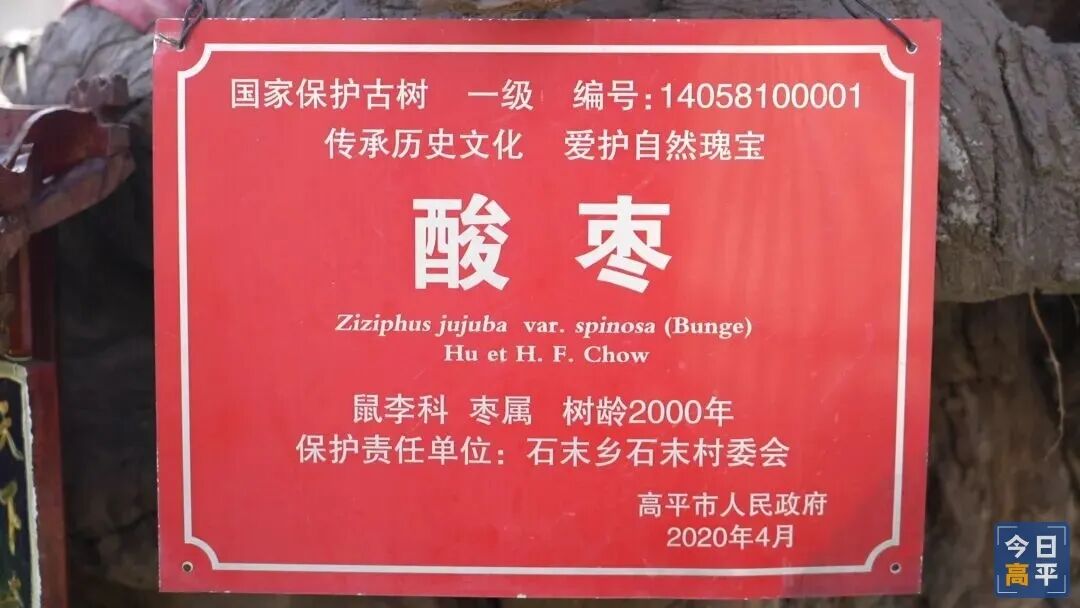 国家保护古树 一级 编号:14058100001
传承历史文化 爱护自然瑰宝
酸枣
Ziziphus jujuba var. spinosa (Bunge)
Hu et H. F. Chow
鼠李科 枣属 树龄2000年
保护责任单位：石末乡石末村委会
高平市人民政府
2020年4月
天下
今日
高平